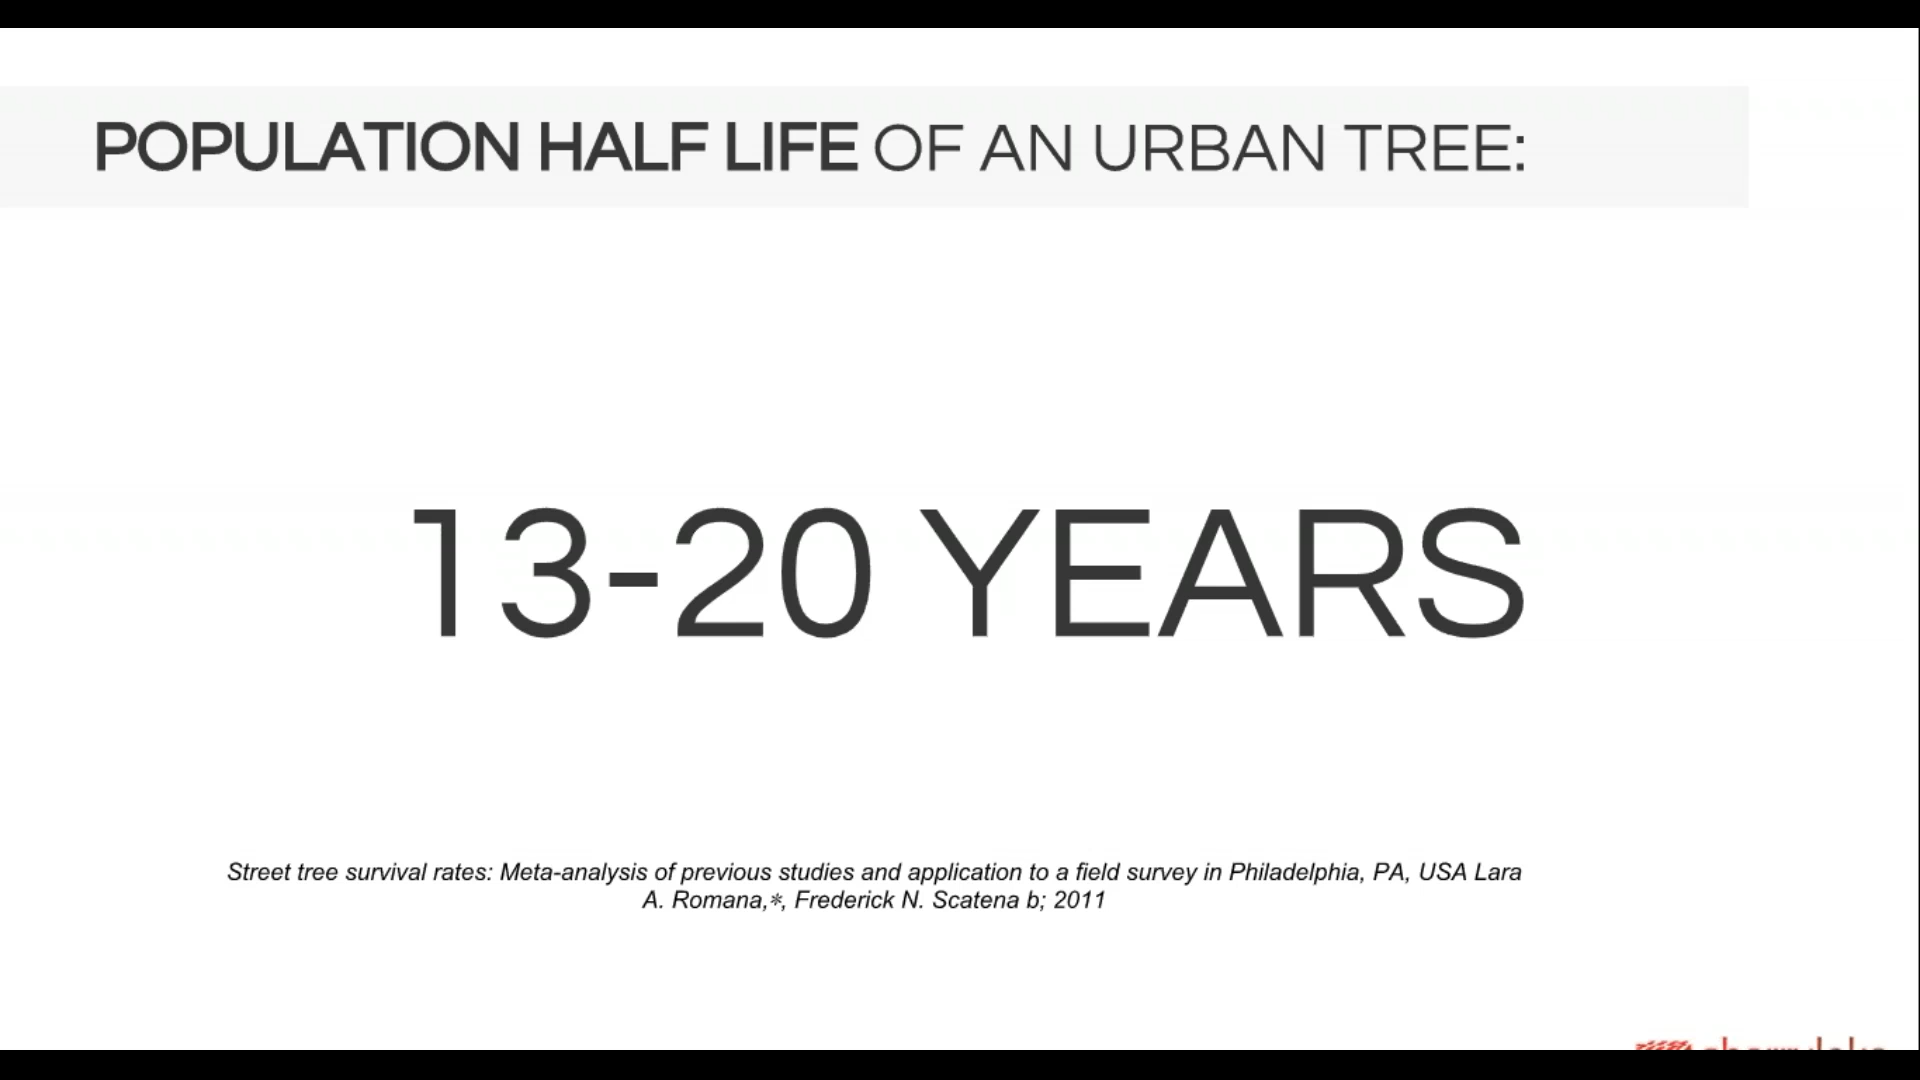 POPULATION HALF LIFE OF AN URBAN TREE:
13-20 YEARS
Street tree survival rates: Meta-analysis of previous studies and application to a field survey in Philadelphia, PA, USA Lara
A. Romana,∗, Frederick N. Scatena b; 2011